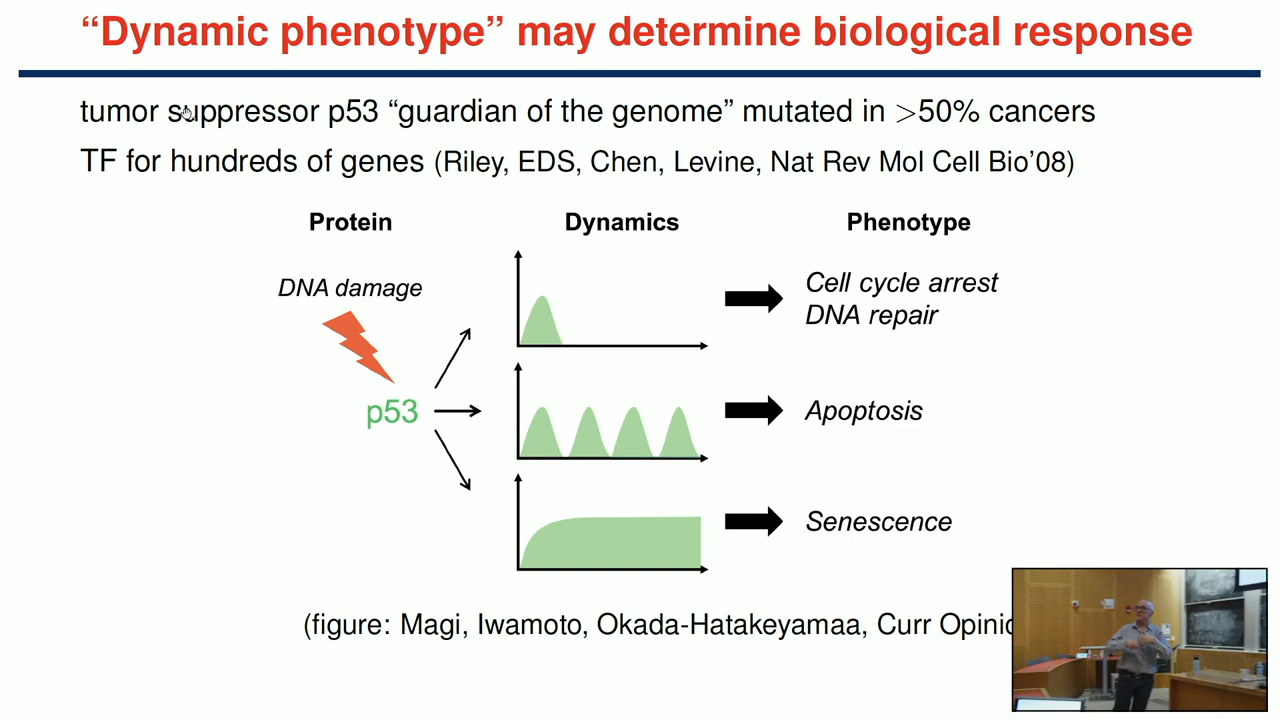 “Dynamic phenotype” may determine biological response
tumor suppressor p53 “guardian of the genome” mutated in >50% cancers
TF for hundreds of genes (Riley, EDS, Chen, Levine, Nat Rev Mol Cell Bio’08)
Protein
Dynamics
Phenotype
DNA damage
p53
Cell cycle arrest
DNA repair
Apoptosis
Senescence
(figure: Magi, Iwamoto, Okada-Hatakeyamaa, Curr Opinio